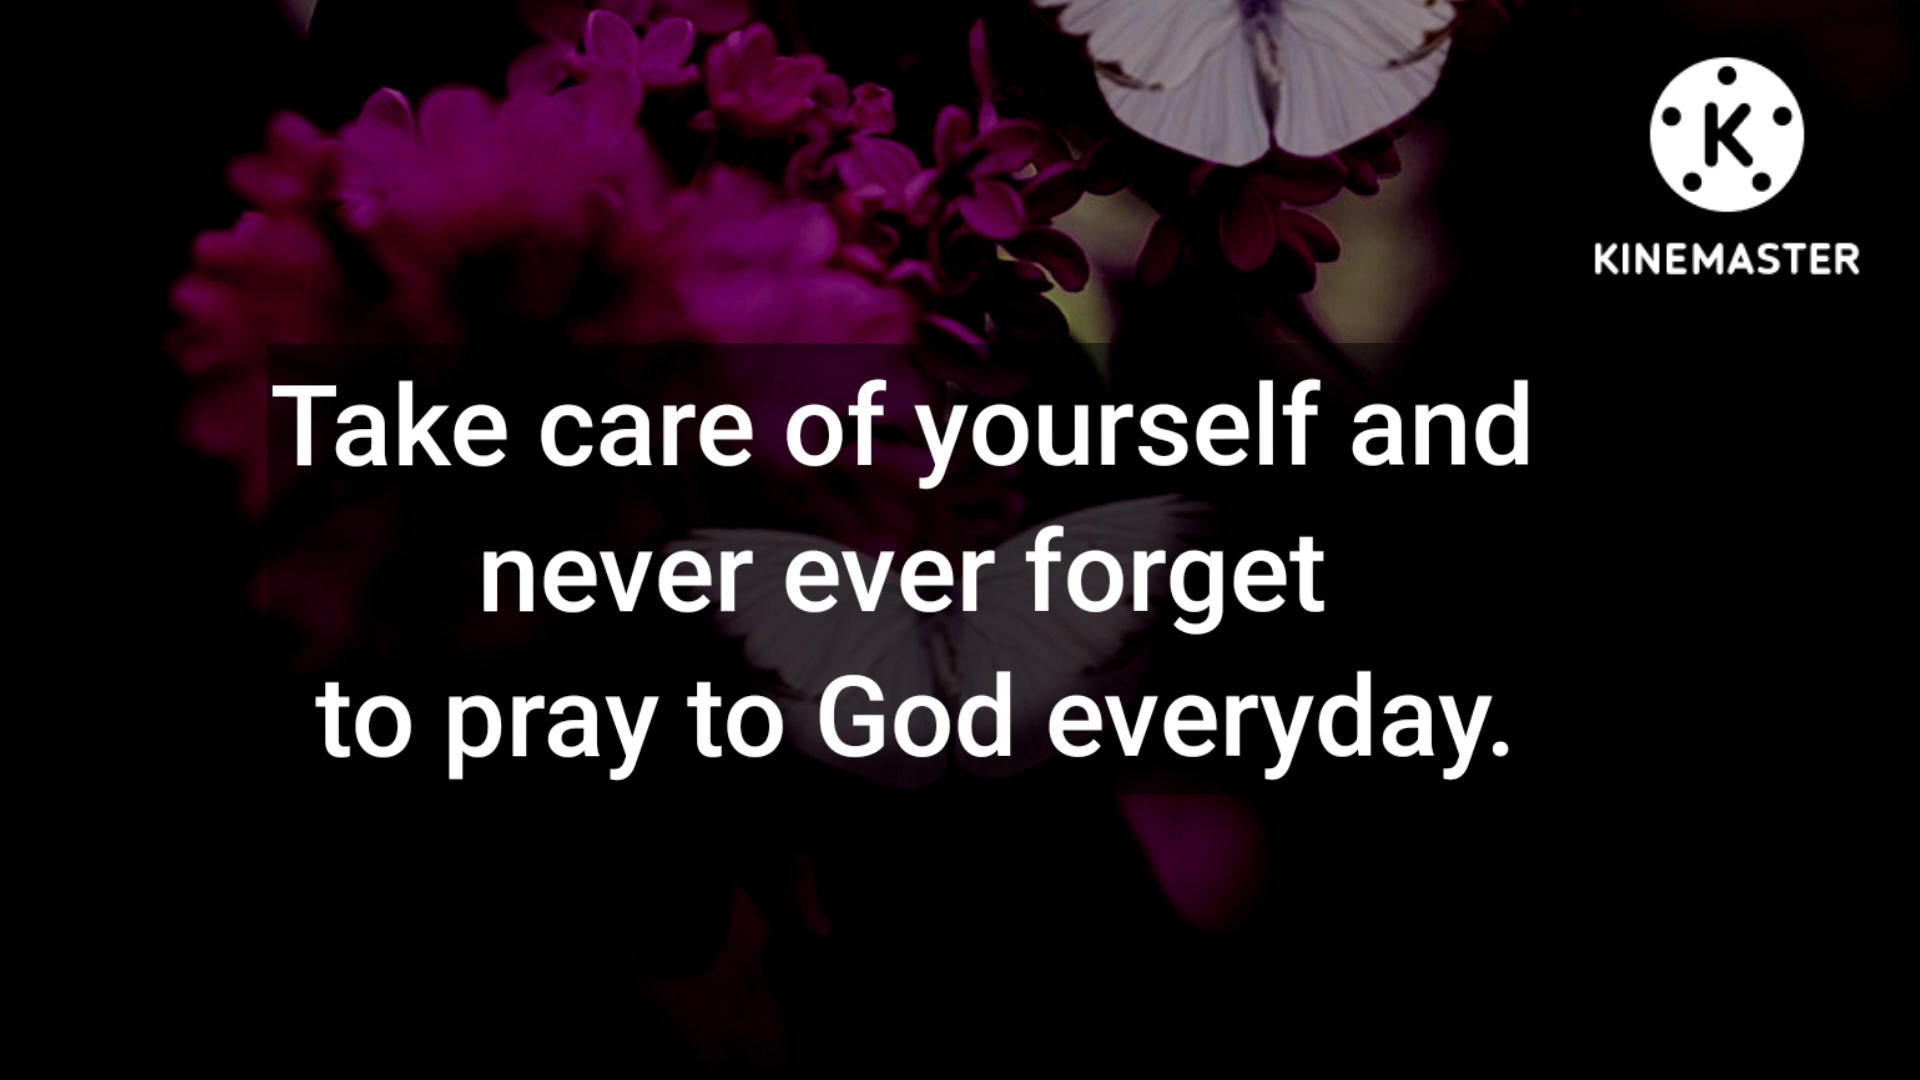 K
KINEMASTER
Take care of yourself and
never ever forget
to pray to God everyday.